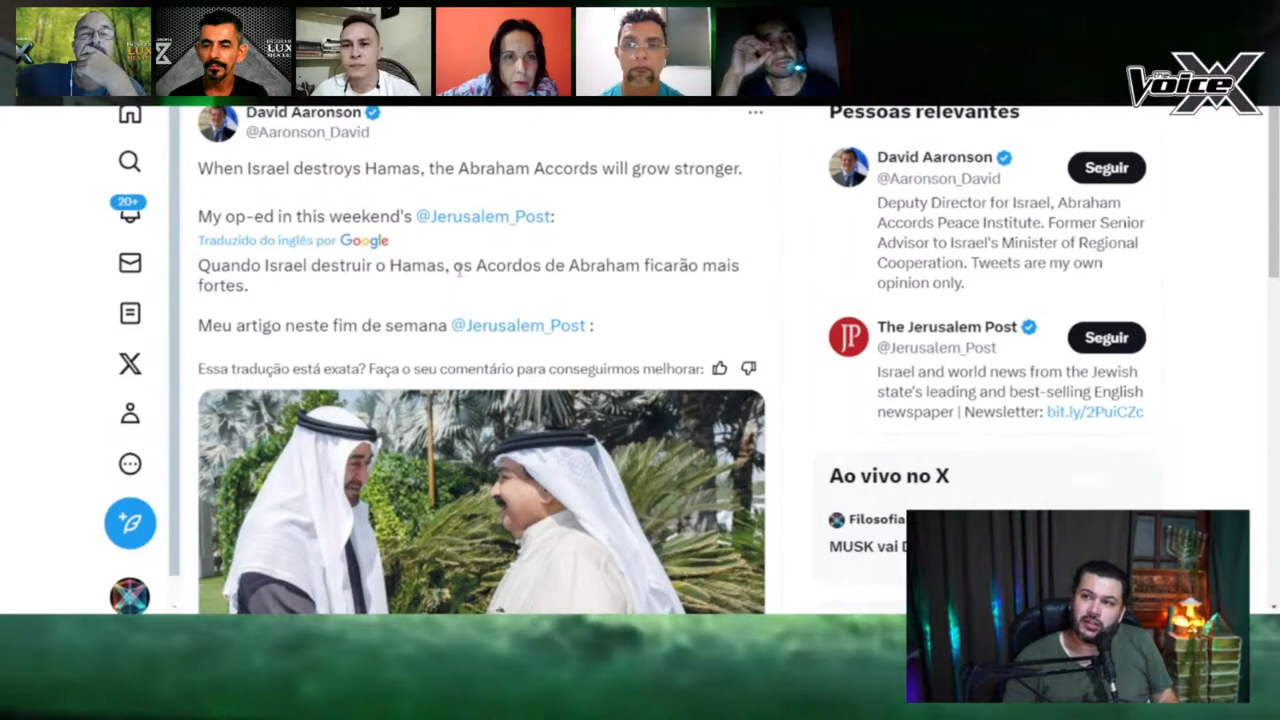 LUX
LUX
the
Voice X
David Aaronson
@Aaronson_David
When Israel destroys Hamas, the Abraham Accords will grow stronger.
My op-ed in this weekend's @Jerusalem_Post:
Traduzido do inglês por Google
Quando Israel destruir o Hamas, os Acordos de Abraham ficarão mais
fortes.
Meu artigo neste fim de semana @Jerusalem_Post :
Essa tradução está exata? Faça o seu comentário para conseguirmos melhorar:
20+
Pessoas relevantes
David Aaronson
@Aaronson_David
Seguir
Deputy Director for Israel, Abraham
Accords Peace Institute. Former Senior
Advisor to Israel's Minister of Regional
Cooperation. Tweets are my own
opinion only.
JP
The Jerusalem Post
@Jerusalem_Post
Seguir
Israel and world news from the Jewish
state's leading and best-selling English
newspaper | Newsletter: bit.ly/2PuiCZc
Ao vivo no X
Filosofia
MUSK vai